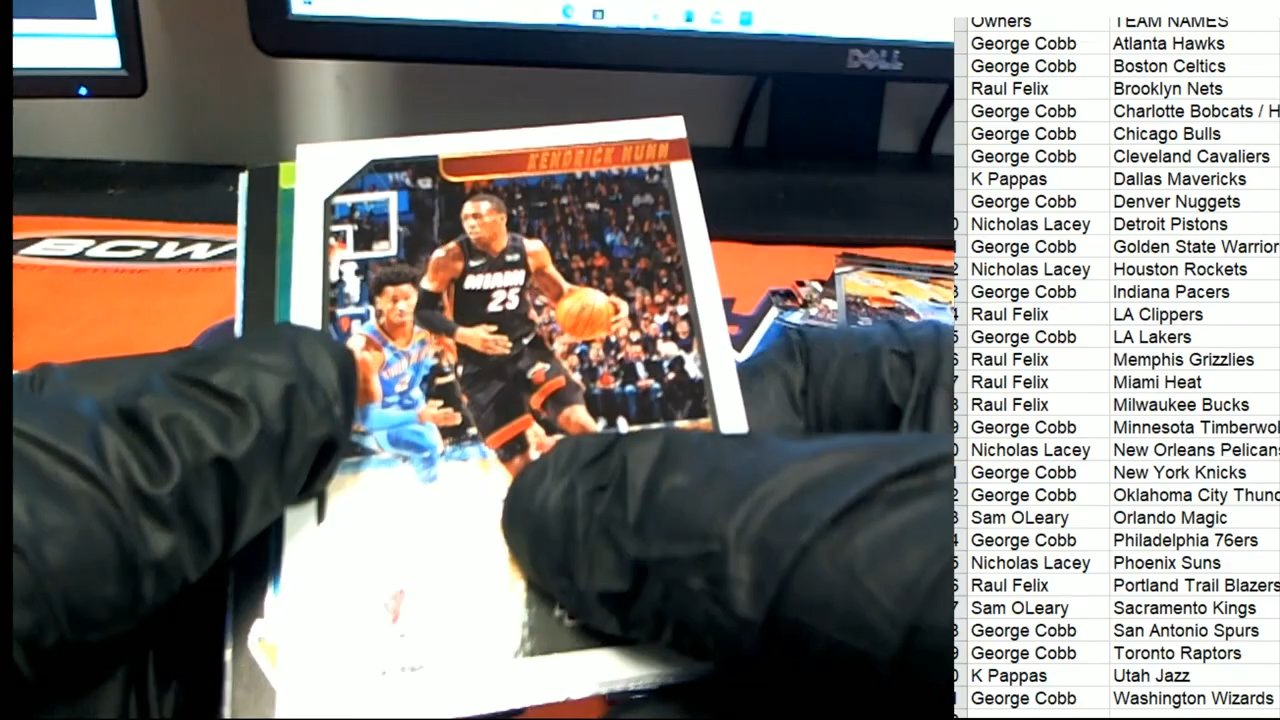 DELL
KENDRICK NUNN
MIAMI
25
BCW
Owners TEAM NAMES
George Cobb Atlanta Hawks
George Cobb Boston Celtics
Raul Felix Brooklyn Nets
George Cobb Charlotte Bobcats / H
George Cobb Chicago Bulls
George Cobb Cleveland Cavaliers
K Pappas Dallas Mavericks
George Cobb Denver Nuggets
Nicholas Lacey Detroit Pistons
George Cobb Golden State Warrior
Nicholas Lacey Houston Rockets
George Cobb Indiana Pacers
Raul Felix LA Clippers
George Cobb LA Lakers
Raul Felix Memphis Grizzlies
Raul Felix Miami Heat
Raul Felix Milwaukee Bucks
George Cobb Minnesota Timberwol
Nicholas Lacey New Orleans Pelicans
George Cobb New York Knicks
George Cobb Oklahoma City Thund
Sam OLeary Orlando Magic
George Cobb Philadelphia 76ers
Nicholas Lacey Phoenix Suns
Raul Felix Portland Trail Blazers
Sam OLeary Sacramento Kings
George Cobb San Antonio Spurs
George Cobb Toronto Raptors
K Pappas Utah Jazz
George Cobb Washington Wizards